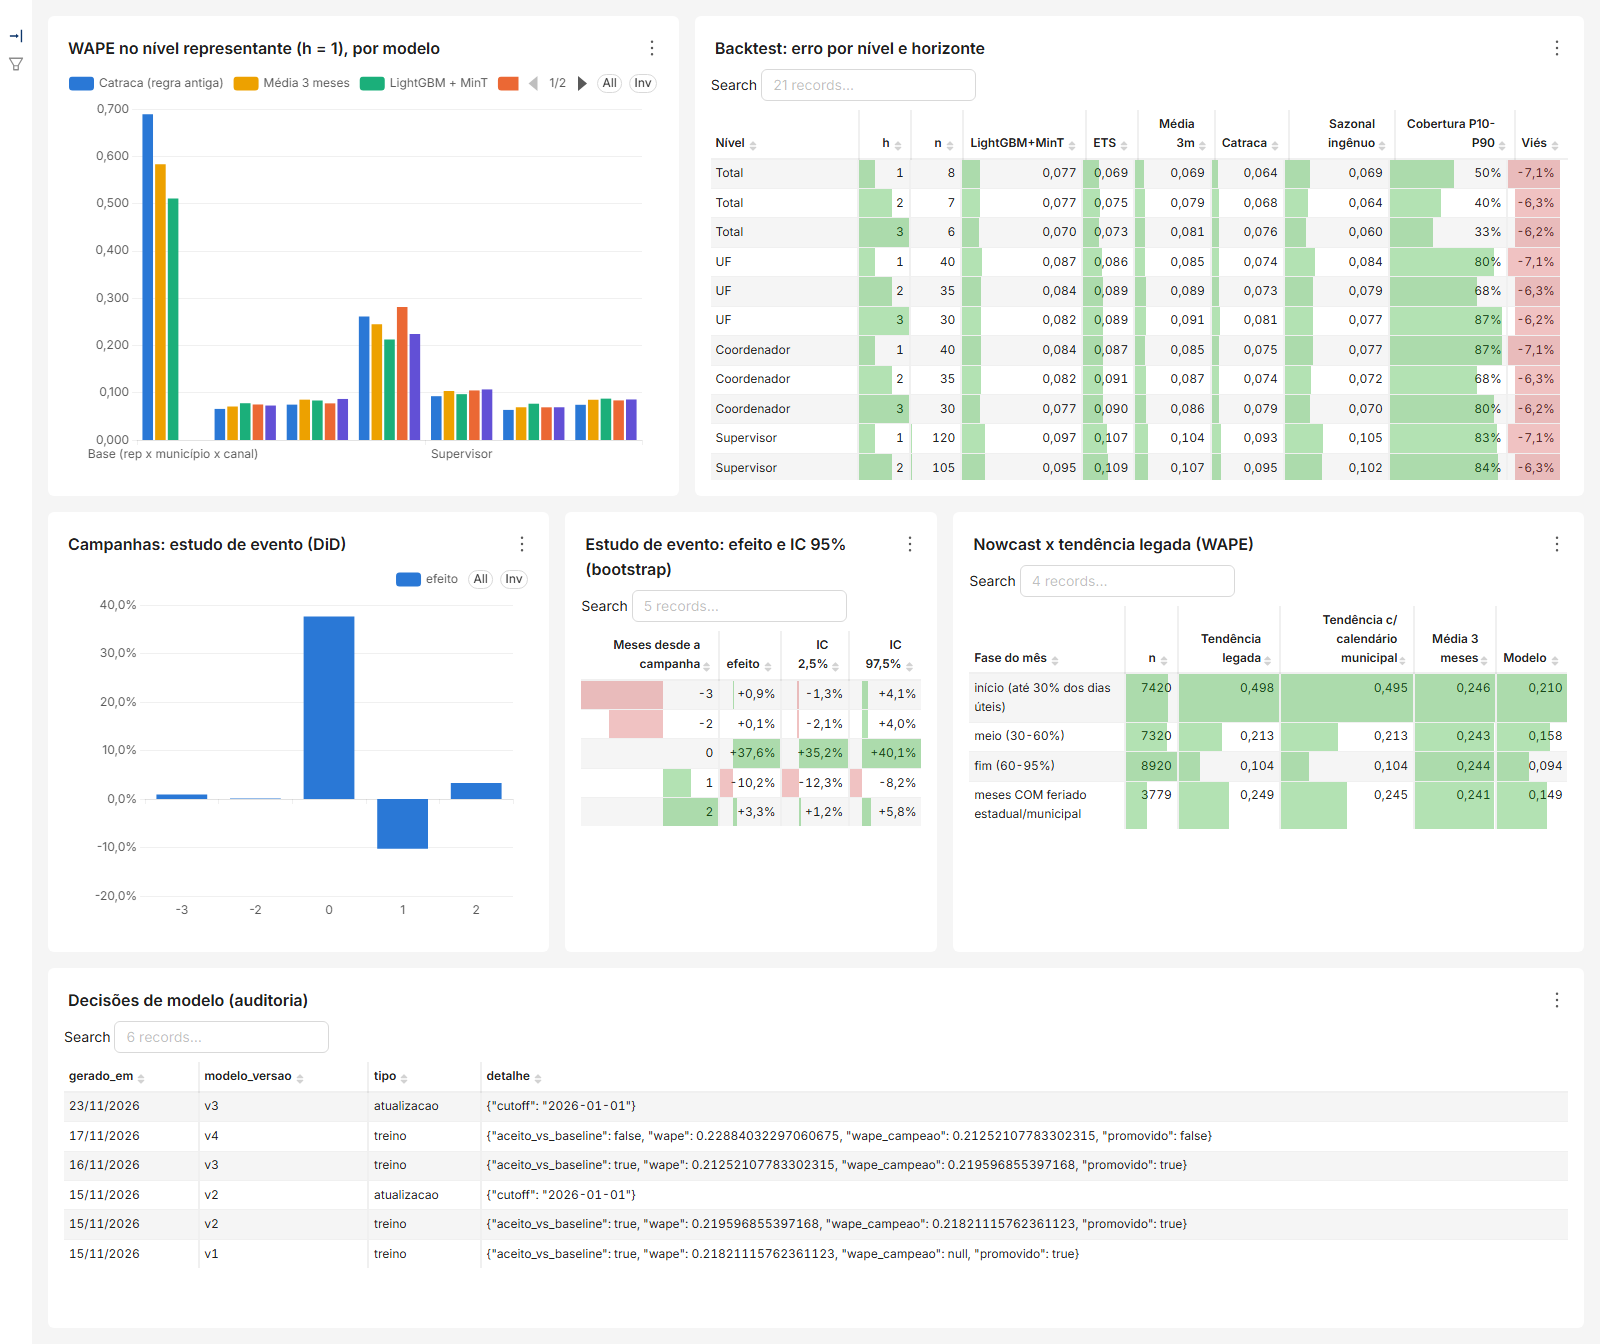 WAPE no nível representante (h = 1), por modelo
Catraca (regra antiga) Média 3 meses LightGBM + MinT 1/2 All Inv
0,700
0,600
0,500
0,400
0,300
0,200
0,100
0,000
Base (rep x município x canal) Supervisor
Backtest: erro por nível e horizonte
Search 21 records...
Nível h n LightGBM+MinT ETS Média 3m Catraca Sazonal ingênuo Cobertura P10-P90 Viés
Total 1 8 0,077 0,069 0,069 0,064 0,069 50% -7,1%
Total 2 7 0,077 0,075 0,079 0,068 0,064 40% -6,3%
Total 3 6 0,070 0,073 0,081 0,076 0,060 33% -6,2%
UF 1 40 0,087 0,086 0,085 0,074 0,084 80% -7,1%
UF 2 35 0,084 0,089 0,089 0,073 0,079 68% -6,3%
UF 3 30 0,082 0,089 0,091 0,081 0,077 87% -6,2%
Coordenador 1 40 0,084 0,087 0,085 0,075 0,077 87% -7,1%
Coordenador 2 35 0,082 0,091 0,087 0,074 0,072 68% -6,3%
Coordenador 3 30 0,077 0,090 0,086 0,079 0,070 80% -6,2%
Supervisor 1 120 0,097 0,107 0,104 0,093 0,105 83% -7,1%
Supervisor 2 105 0,095 0,109 0,107 0,095 0,102 84% -6,3%
Campanhas: estudo de evento (DiD)
efeito All Inv
40,0%
30,0%
20,0%
10,0%
0,0%
-10,0%
-20,0%
-3 -2 0 1 2
Estudo de evento: efeito e IC 95%
(bootstrap)
Search 5 records...
Meses desde a campanha efeito IC 2,5% IC 97,5%
-3 +0,9% -1,3% +4,1%
-2 +0,1% -2,1% +4,0%
0 +37,6% +35,2% +40,1%
1 -10,2% -12,3% -8,2%
2 +3,3% +1,2% +5,8%
Nowcast x tendência legada (WAPE)
Search 4 records...
Fase do mês n Tendência legada Tendência c/ calendário municipal Média 3 meses Modelo
início (até 30% dos dias úteis) 7420 0,498 0,495 0,246 0,210
meio (30-60%) 7320 0,213 0,213 0,243 0,158
fim (60-95%) 8920 0,104 0,104 0,244 0,094
meses COM feriado estadual/municipal 3779 0,249 0,245 0,241 0,149
Decisões de modelo (auditoria)
Search 6 records...
gerado_em modelo_versao tipo detalhe
23/11/2026 v3 atualizacao {"cutoff": "2026-01-01"}
17/11/2026 v4 treino {"aceito_vs_baseline": false, "wape": 0.22884032297060675, "wape_campeao": 0.21252107783302315, "promovido": false}
16/11/2026 v3 treino {"aceito_vs_baseline": true, "wape": 0.21252107783302315, "wape_campeao": 0.219596855397168, "promovido": true}
15/11/2026 v2 atualizacao {"cutoff": "2026-01-01"}
15/11/2026 v2 treino {"aceito_vs_baseline": true, "wape": 0.219596855397168, "wape_campeao": 0.21821115762361123, "promovido": true}
15/11/2026 v1 treino {"aceito_vs_baseline": true, "wape": 0.21821115762361123, "wape_campeao": null, "promovido": true}